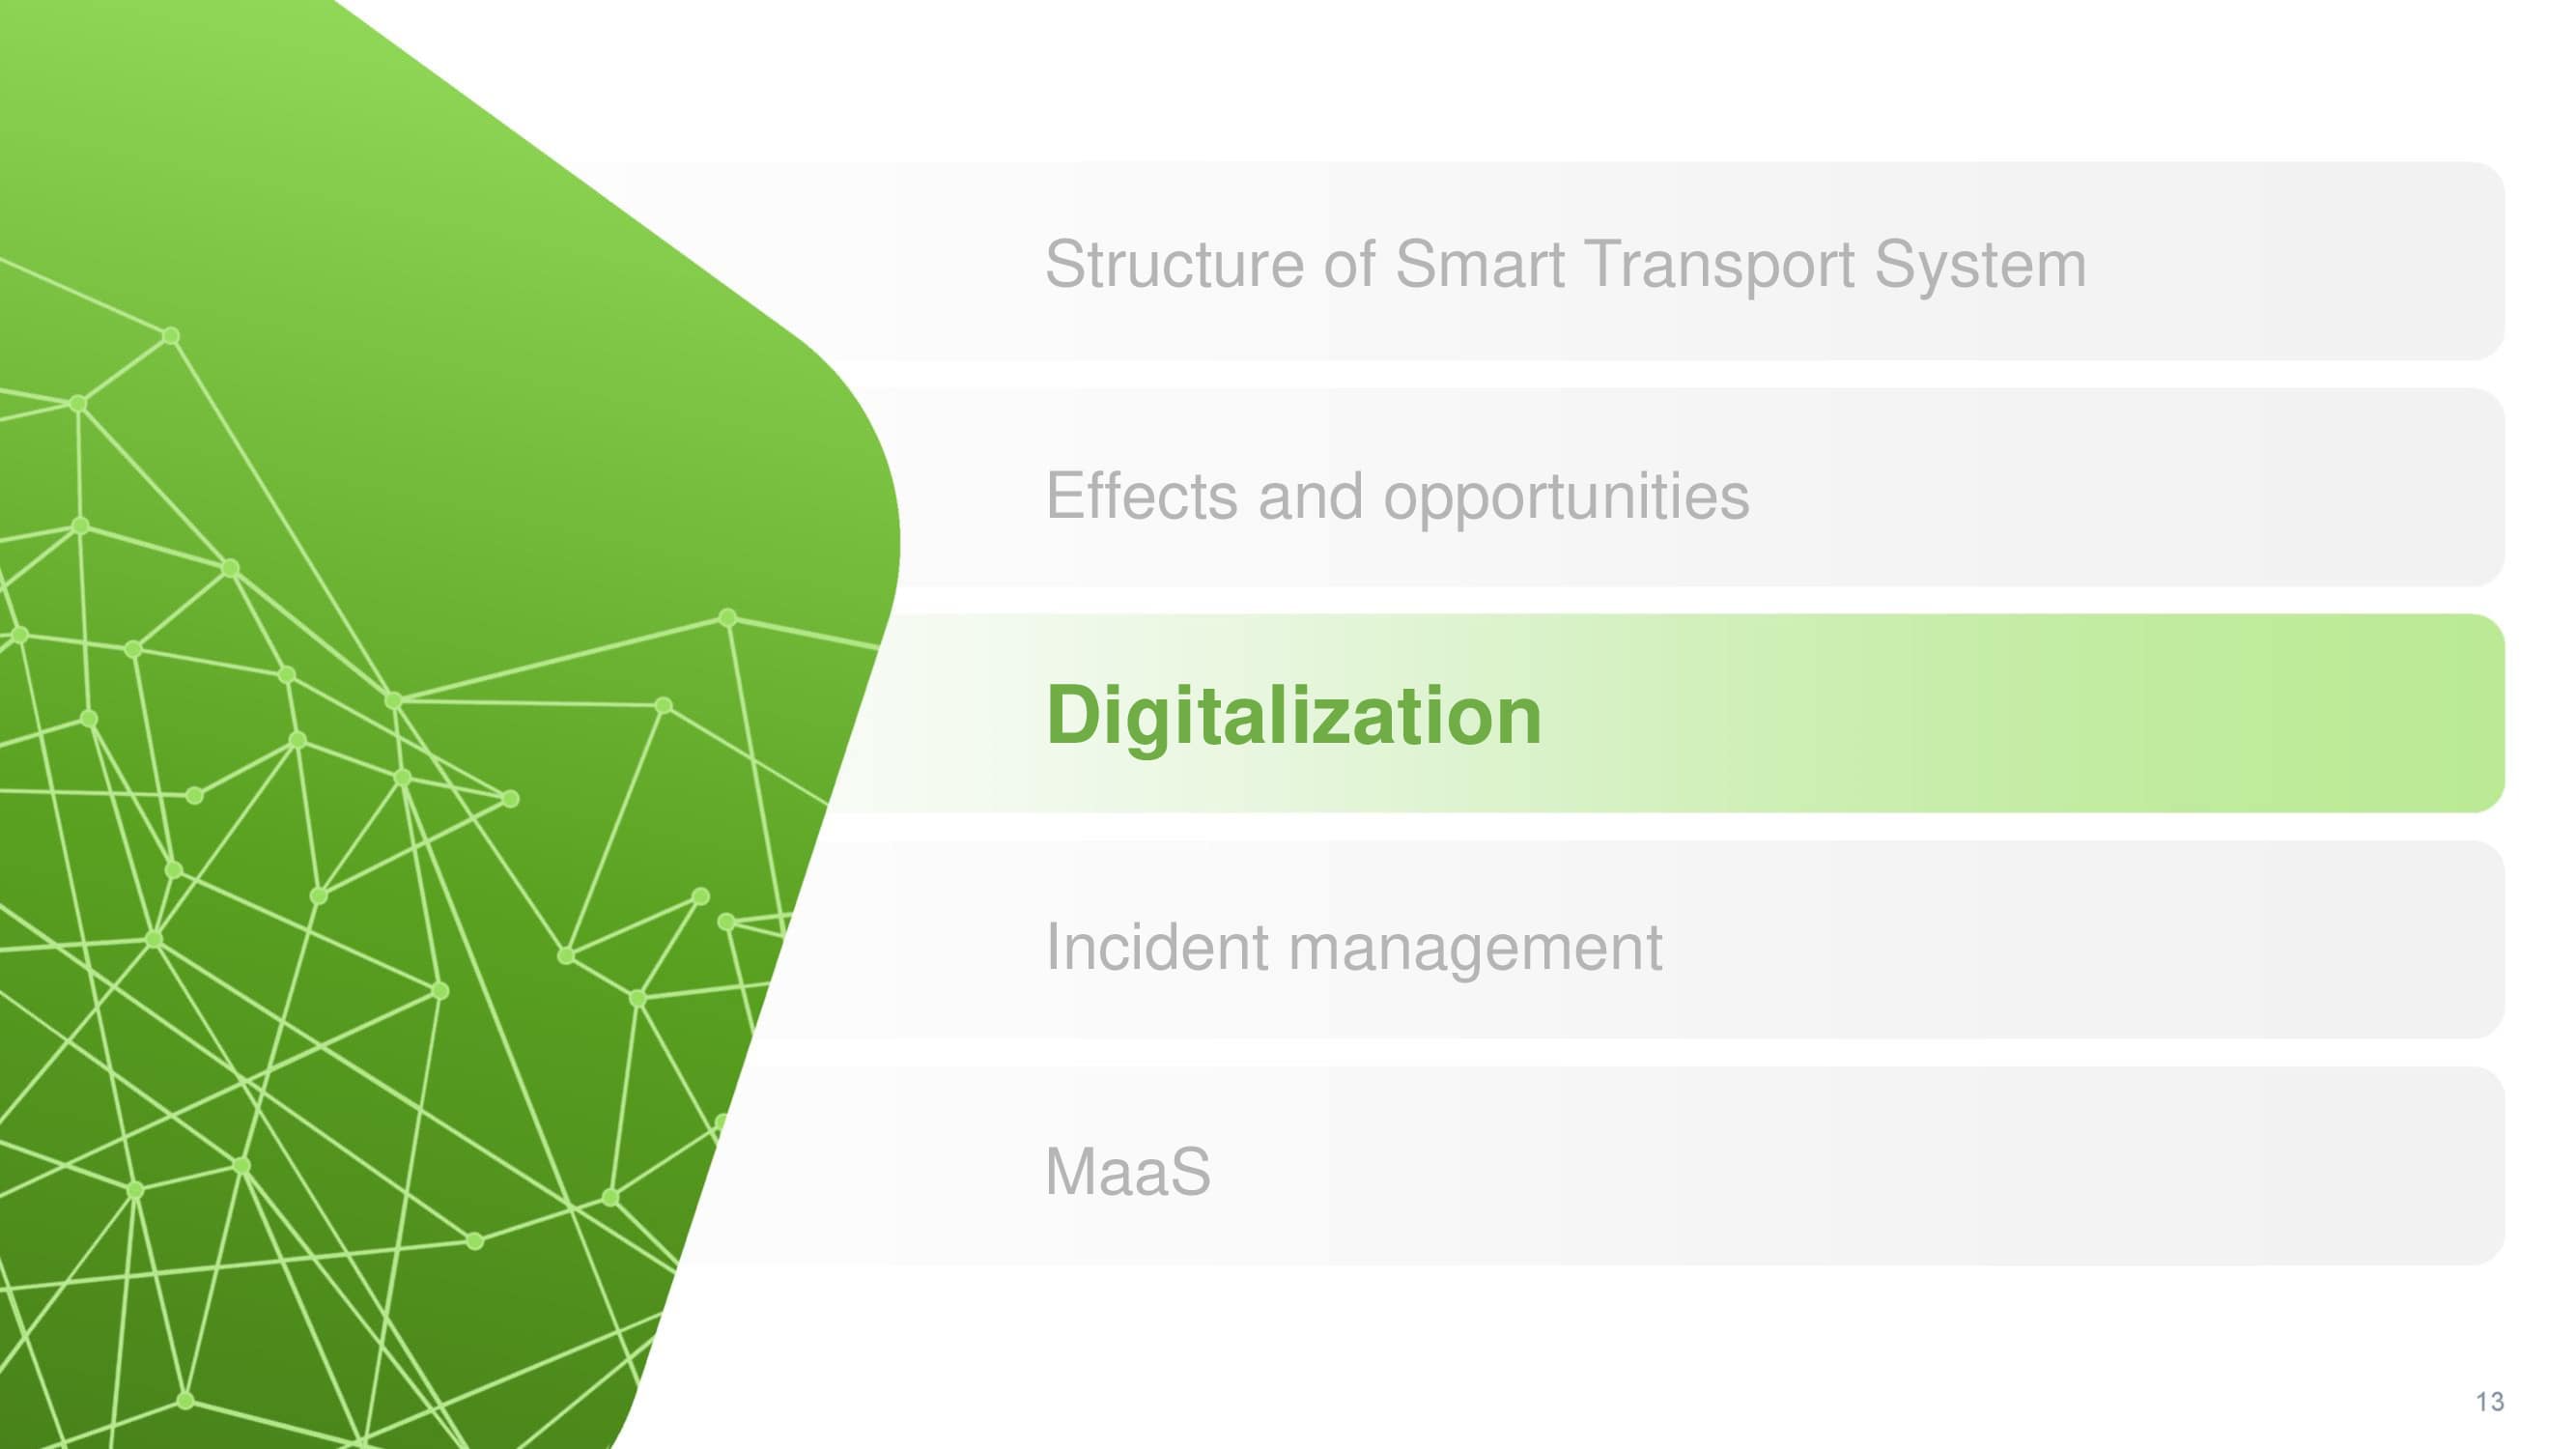 Structure of Smart Transport System
Effects and opportunities
Digitalization
Incident management
MaaS
13